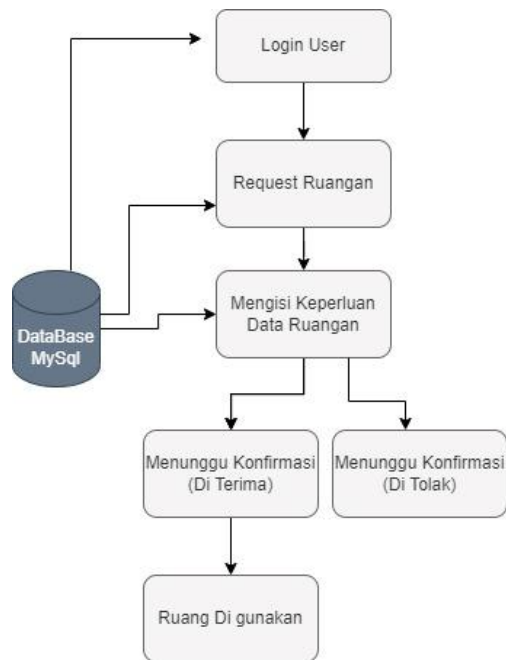 Login User
Request Ruangan
Mengisi Keperluan
Data Ruangan
DataBase
MySql
Menunggu Konfirmasi
(Di Terima)
Menunggu Konfirmasi
(Di Tolak)
Ruang Di gunakan